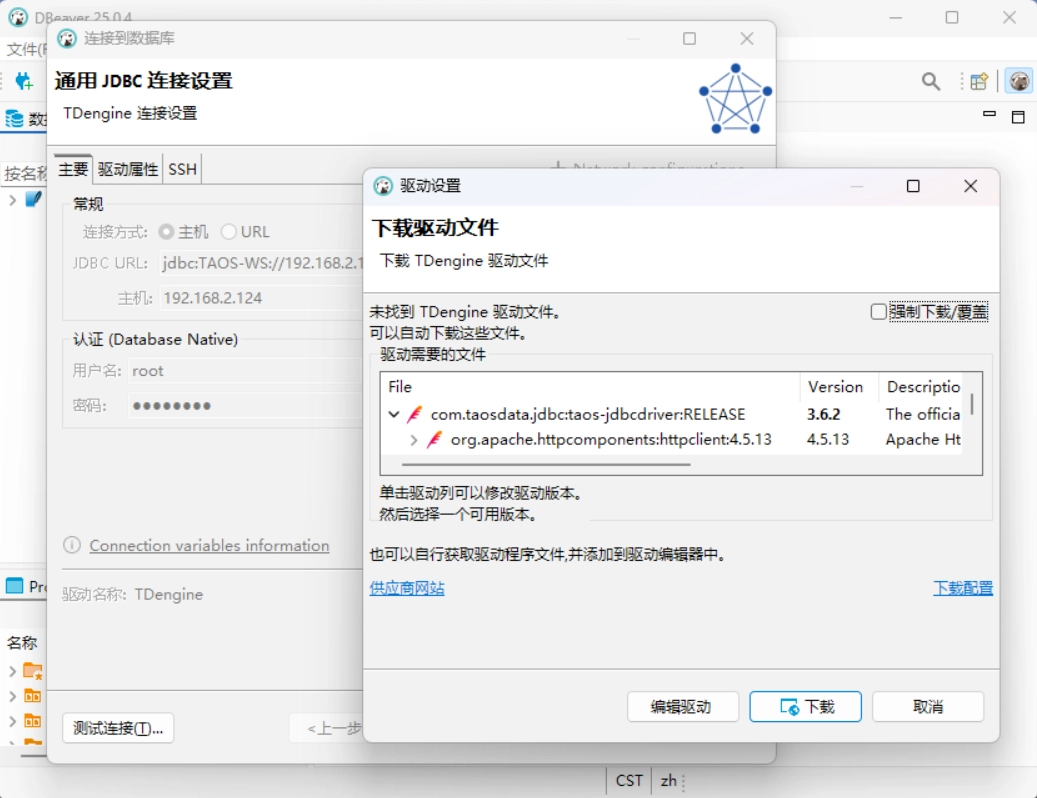 DBeaver 25.0.4
连接到数据库
文件(F
通用 JDBC 连接设置
TDengine 连接设置
数据
按名称
主要 驱动属性 SSH
常规
连接方式: 主机 URL
JDBC URL: jdbc:TAOS-WS://192.168.2.1
主机: 192.168.2.124
认证 (Database Native)
用户名: root
密码: ●●●●●●●●
Connection variables information
驱动名称: TDengine
Pro
名称
测试连接(T)...
<上一步
驱动设置
下载驱动文件
下载 TDengine 驱动文件
未找到 TDengine 驱动文件。
强制下载/覆盖
可以自动下载这些文件。
驱动需要的文件
File Version Descriptio
com.taosdata.jdbc:taos-jdbcdriver:RELEASE 3.6.2 The officia
org.apache.httpcomponents:httpclient:4.5.13 4.5.13 Apache Ht
单击驱动列可以修改驱动版本。
然后选择一个可用版本。
也可以自行获取驱动程序文件,并添加到驱动编辑器中。
供应商网站 下载配置
编辑驱动 下载 取消
CST zh